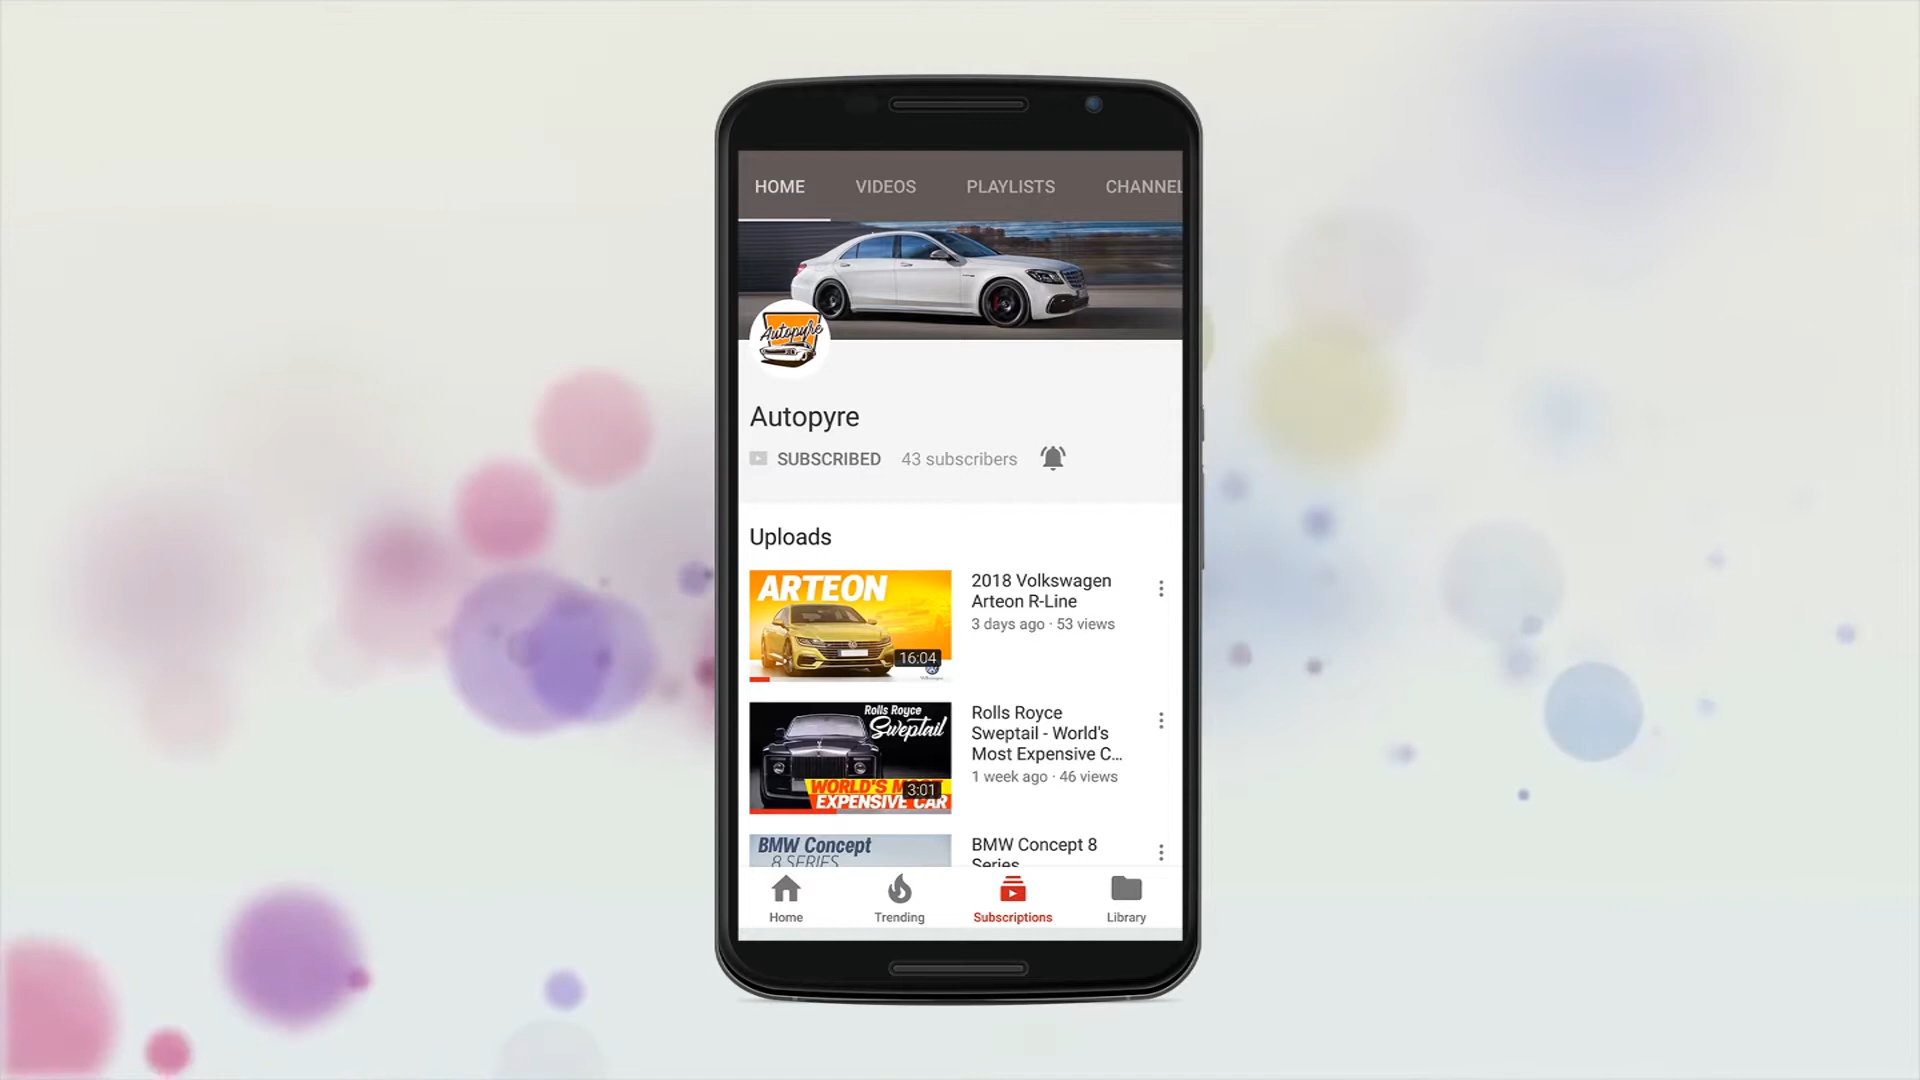 HOME VIDEOS PLAYLISTS CHANNEL
Autopyre
Autopyre
SUBSCRIBED 43 subscribers
Uploads
ARTEON
16:04
2018 Volkswagen
Arteon R-Line
3 days ago · 53 views
Rolls Royce
Sweptail
WORLD'S MOST
3:01
EXPENSIVE CAR
Rolls Royce
Sweptail - World's
Most Expensive C...
1 week ago · 46 views
BMW Concept
8 SERIES
BMW Concept 8
Series
Home Trending Subscriptions Library